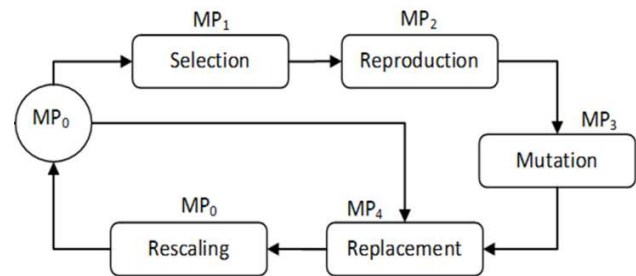 MP₁
Selection
MP₂
Reproduction
MP₀
MP₃
Mutation
MP₀
Rescaling
MP₄
Replacement